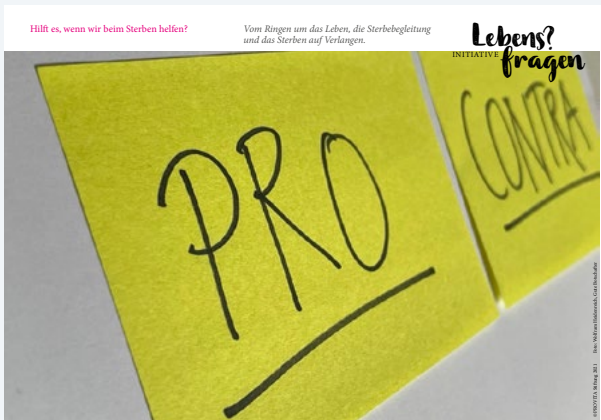 Hilft es, wenn wir beim Sterben helfen?
Vom Ringen um das Leben, die Sterbebegleitung
und das Sterben auf Verlangen.
Lebens?
INITIATIVE
fragen
PRO
CONTRA